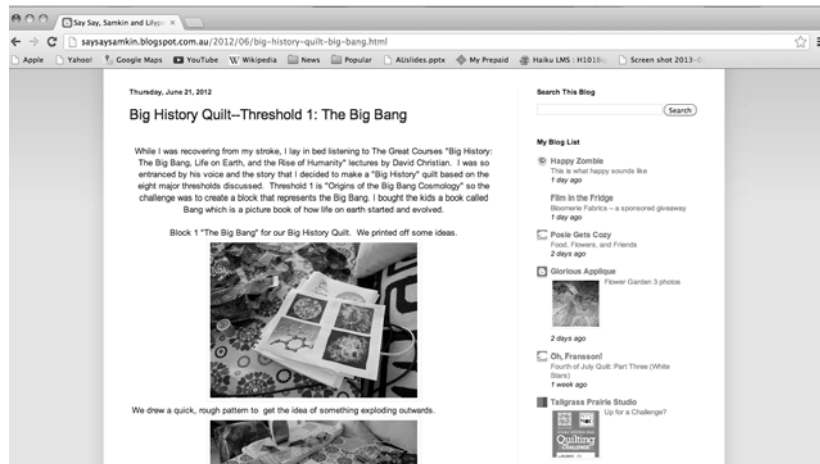 Say Say, Samkin and Lilyp
saysaysamkin.blogspot.com.au/2012/06/big-history-quilt-big-bang.html
Apple Yahoo! Google Maps YouTube Wikipedia News Popular AUslides.pptx My Prepaid Haiku LMS : H101 Screen shot 2013-0
Thursday, June 21, 2012
Big History Quilt--Threshold 1: The Big Bang
While I was recovering from my stroke, I lay in bed listening to The Great Courses "Big History:
The Big Bang, Life on Earth, and the Rise of Humanity" lectures by David Christian. I was so
entranced by his voice and the story that I decided to make a "Big History" quilt based on the
eight major thresholds discussed. Threshold 1 is "Origins of the Big Bang Cosmology" so the
challenge was to create a block that represents the Big Bang. I bought the kids a book called
Bang which is a picture book of how life on earth started and evolved.
Block 1 "The Big Bang" for our Big History Quilt. We printed off some ideas.
We drew a quick, rough pattern to get the idea of something exploding outwards.
Search This Blog
Search
My Blog List
Happy Zombie
This is what happy sounds like
1 day ago
Film in the Fridge
Bloomerie Fabrics – a sponsored giveaway
1 day ago
Posie Gets Cozy
Food, Flowers, and Friends
2 days ago
Glorious Applique
Flower Garden 3 photos
2 days ago
Oh, Fransson!
Fourth of July Quilt: Part Three (White
Stars)
1 week ago
Tallgrass Prairie Studio
Up for a Challenge?
Quilting
CHALLENGE